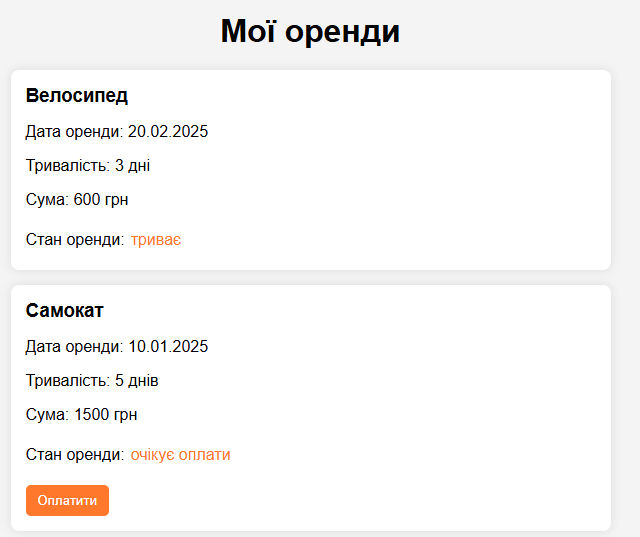 Мої оренди
Велосипед
Дата оренди: 20.02.2025
Тривалість: 3 дні
Сума: 600 грн
Стан оренди: триває
Самокат
Дата оренди: 10.01.2025
Тривалість: 5 днів
Сума: 1500 грн
Стан оренди: очікує оплати
Оплатити